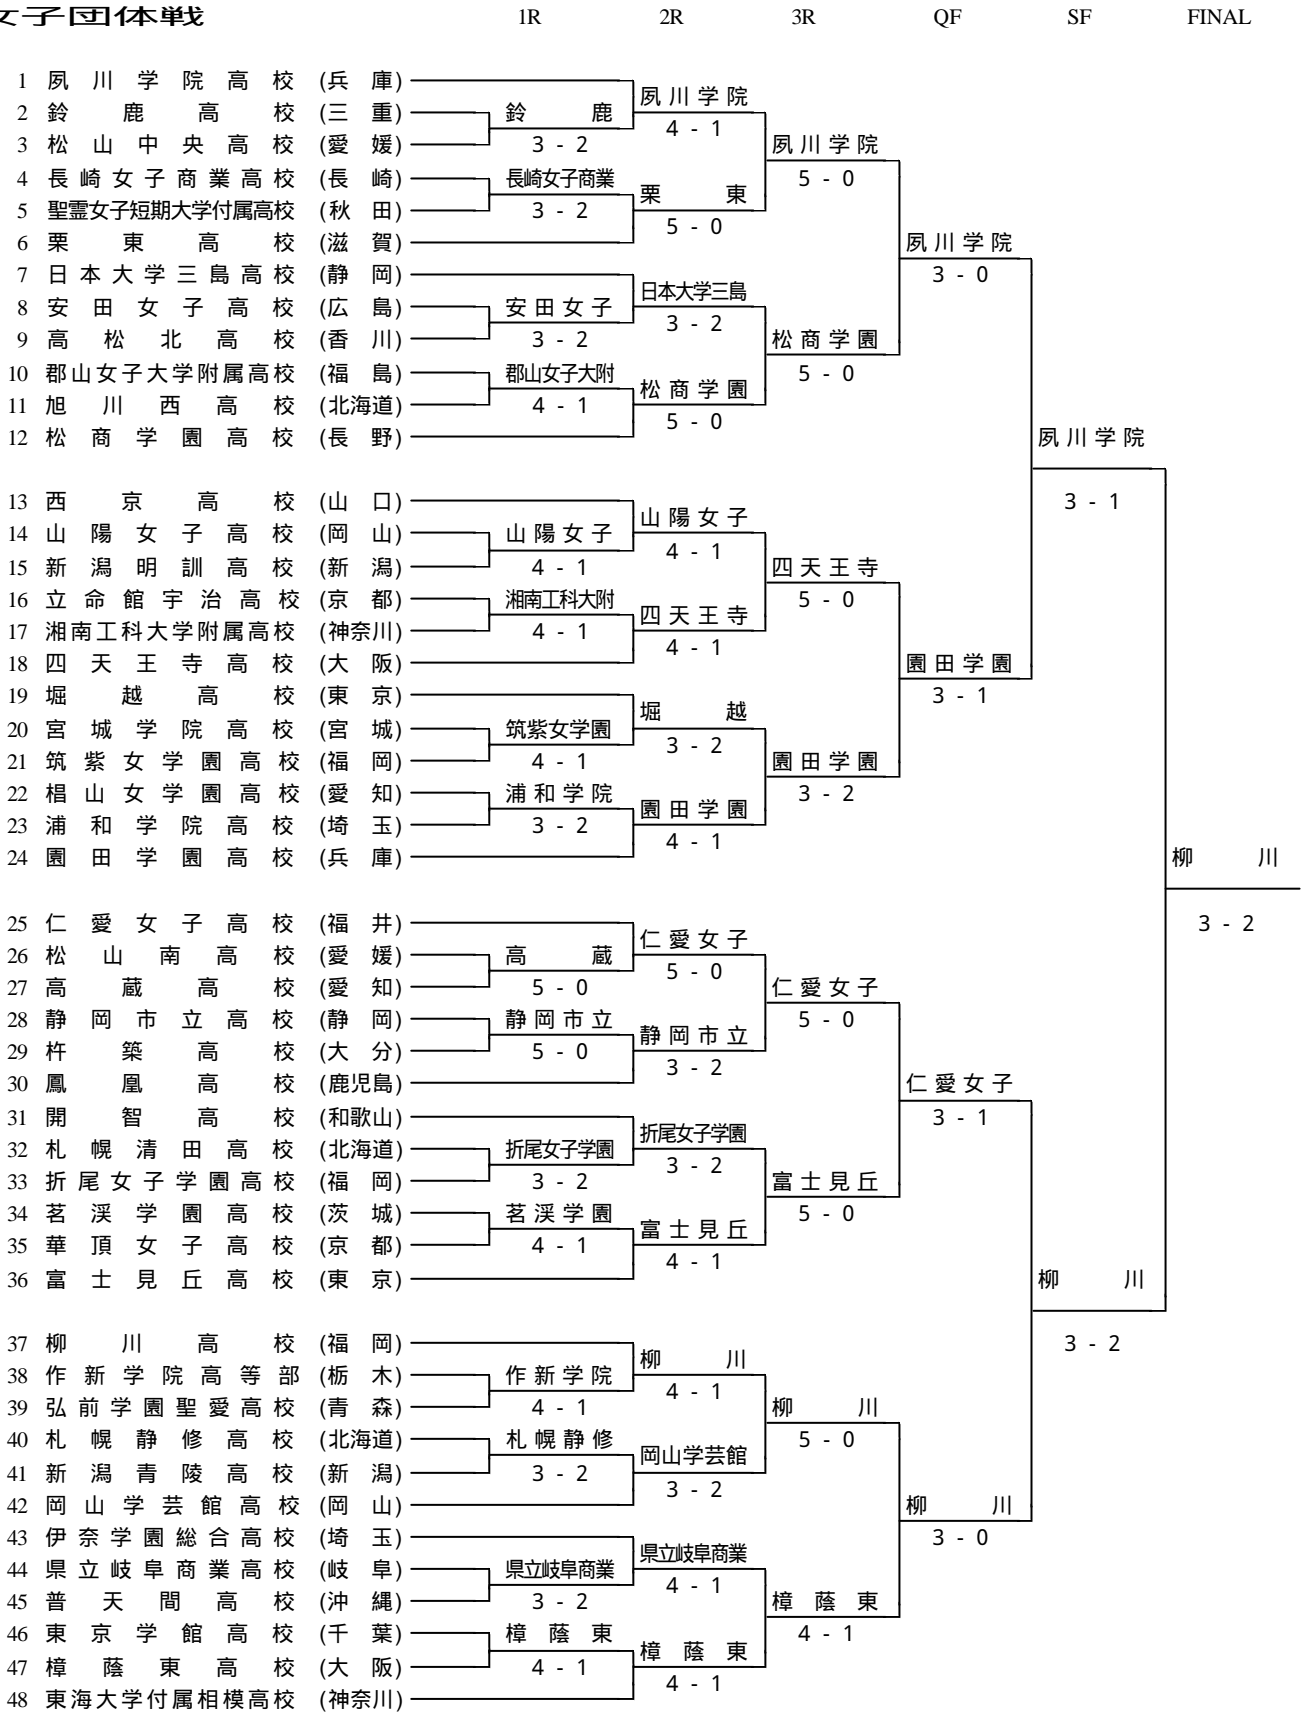 女子団体戦 1R 2R 3R QF SF FINAL
1 夙川学院高校 (兵庫)
夙川学院
2 鈴鹿高校 (三重) 鈴鹿
4 - 1
3 松山中央高校 (愛媛) 3 - 2 夙川学院
4 長崎女子商業高校 (長崎) 長崎女子商業 5 - 0
栗東
5 聖霊女子短期大学付属高校 (秋田) 3 - 2
5 - 0
6 栗東高校 (滋賀) 夙川学院
7 日本大学三島高校 (静岡) 3 - 0
日本大学三島
8 安田女子高校 (広島) 安田女子
3 - 2
9 高松北高校 (香川) 3 - 2 松商学園
10 郡山女子大学附属高校 (福島) 郡山女子大附 5 - 0
松商学園
11 旭川西高校 (北海道) 4 - 1
5 - 0
12 松商学園高校 (長野) 夙川学院
13 西京高校 (山口) 3 - 1
山陽女子
14 山陽女子高校 (岡山) 山陽女子
4 - 1
15 新潟明訓高校 (新潟) 4 - 1 四天王寺
16 立命館宇治高校 (京都) 湘南工科大附 5 - 0
四天王寺
17 湘南工科大学附属高校 (神奈川) 4 - 1
4 - 1
18 四天王寺高校 (大阪) 園田学園
19 堀越高校 (東京) 3 - 1
堀越
20 宮城学院高校 (宮城) 筑紫女学園
3 - 2
21 筑紫女学園高校 (福岡) 4 - 1 園田学園
22 椙山女学園高校 (愛知) 浦和学院 3 - 2
園田学園
23 浦和学院高校 (埼玉) 3 - 2
4 - 1
24 園田学園高校 (兵庫) 柳川
25 仁愛女子高校 (福井) 3 - 2
仁愛女子
26 松山南高校 (愛媛) 高蔵
5 - 0
27 高蔵高校 (愛知) 5 - 0 仁愛女子
28 静岡市立高校 (静岡) 静岡市立 5 - 0
静岡市立
29 杵築高校 (大分) 5 - 0
3 - 2
30 鳳凰高校 (鹿児島) 仁愛女子
31 開智高校 (和歌山) 3 - 1
折尾女子学園
32 札幌清田高校 (北海道) 折尾女子学園
3 - 2
33 折尾女子学園高校 (福岡) 3 - 2 富士見丘
34 茗渓学園高校 (茨城) 茗渓学園 5 - 0
富士見丘
35 華頂女子高校 (京都) 4 - 1
4 - 1
36 富士見丘高校 (東京) 柳川
37 柳川高校 (福岡) 3 - 2
柳川
38 作新学院高等部 (栃木) 作新学院
4 - 1
39 弘前学園聖愛高校 (青森) 4 - 1 柳川
40 札幌静修高校 (北海道) 札幌静修 5 - 0
岡山学芸館
41 新潟青陵高校 (新潟) 3 - 2
3 - 2
42 岡山学芸館高校 (岡山) 柳川
43 伊奈学園総合高校 (埼玉) 3 - 0
県立岐阜商業
44 県立岐阜商業高校 (岐阜) 県立岐阜商業
4 - 1
45 普天間高校 (沖縄) 3 - 2 樟蔭東
46 東京学館高校 (千葉) 樟蔭東 4 - 1
樟蔭東
47 樟蔭東高校 (大阪) 4 - 1
4 - 1
48 東海大学付属相模高校 (神奈川)